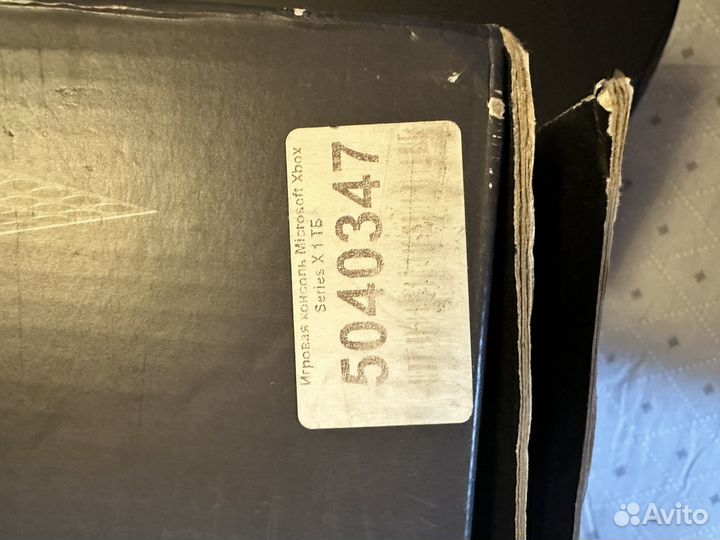 Игровая консоль Microsoft Xbox
Series X 1 ТБ
5040347
Avito